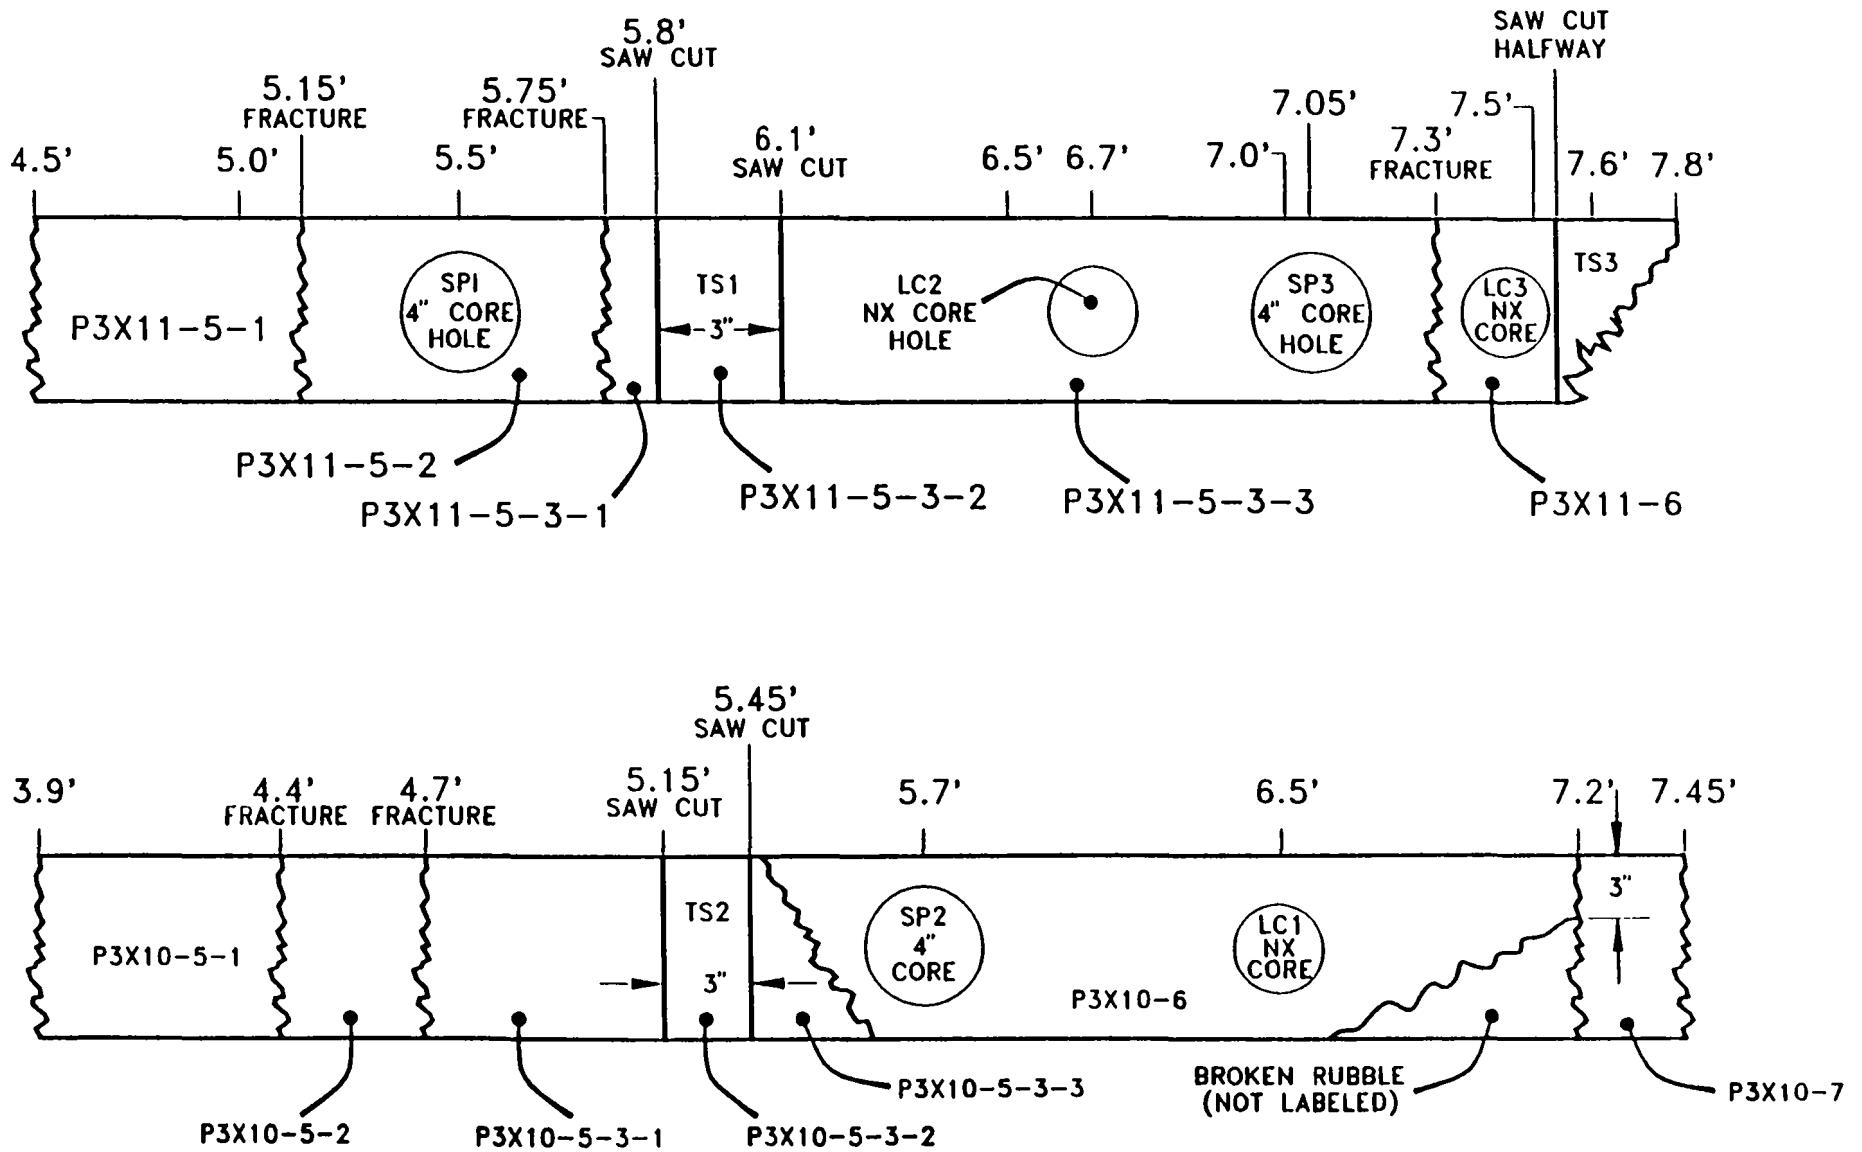 5.8'
SAW CUT
SAW CUT
HALFWAY
5.15'
FRACTURE
5.75'
FRACTURE
7.05'
7.5'
6.1'
SAW CUT
7.3'
FRACTURE
4.5'
5.0'
5.5'
6.5'
6.7'
7.0'
7.6'
7.8'
P3X11-5-1
SP1
4" CORE
HOLE
TS1
3"
LC2
NX CORE
HOLE
SP3
4" CORE
HOLE
LC3
NX
CORE
TS3
P3X11-5-2
P3X11-5-3-1
P3X11-5-3-2
P3X11-5-3-3
P3X11-6
5.45'
SAW CUT
3.9'
4.4'
FRACTURE
4.7'
FRACTURE
5.15'
SAW CUT
5.7'
6.5'
7.2'
7.45'
P3X10-5-1
TS2
3"
SP2
4"
CORE
LC1
NX
CORE
P3X10-6
3"
P3X10-5-2
P3X10-5-3-1
P3X10-5-3-2
P3X10-5-3-3
BROKEN RUBBLE
(NOT LABELED)
P3X10-7